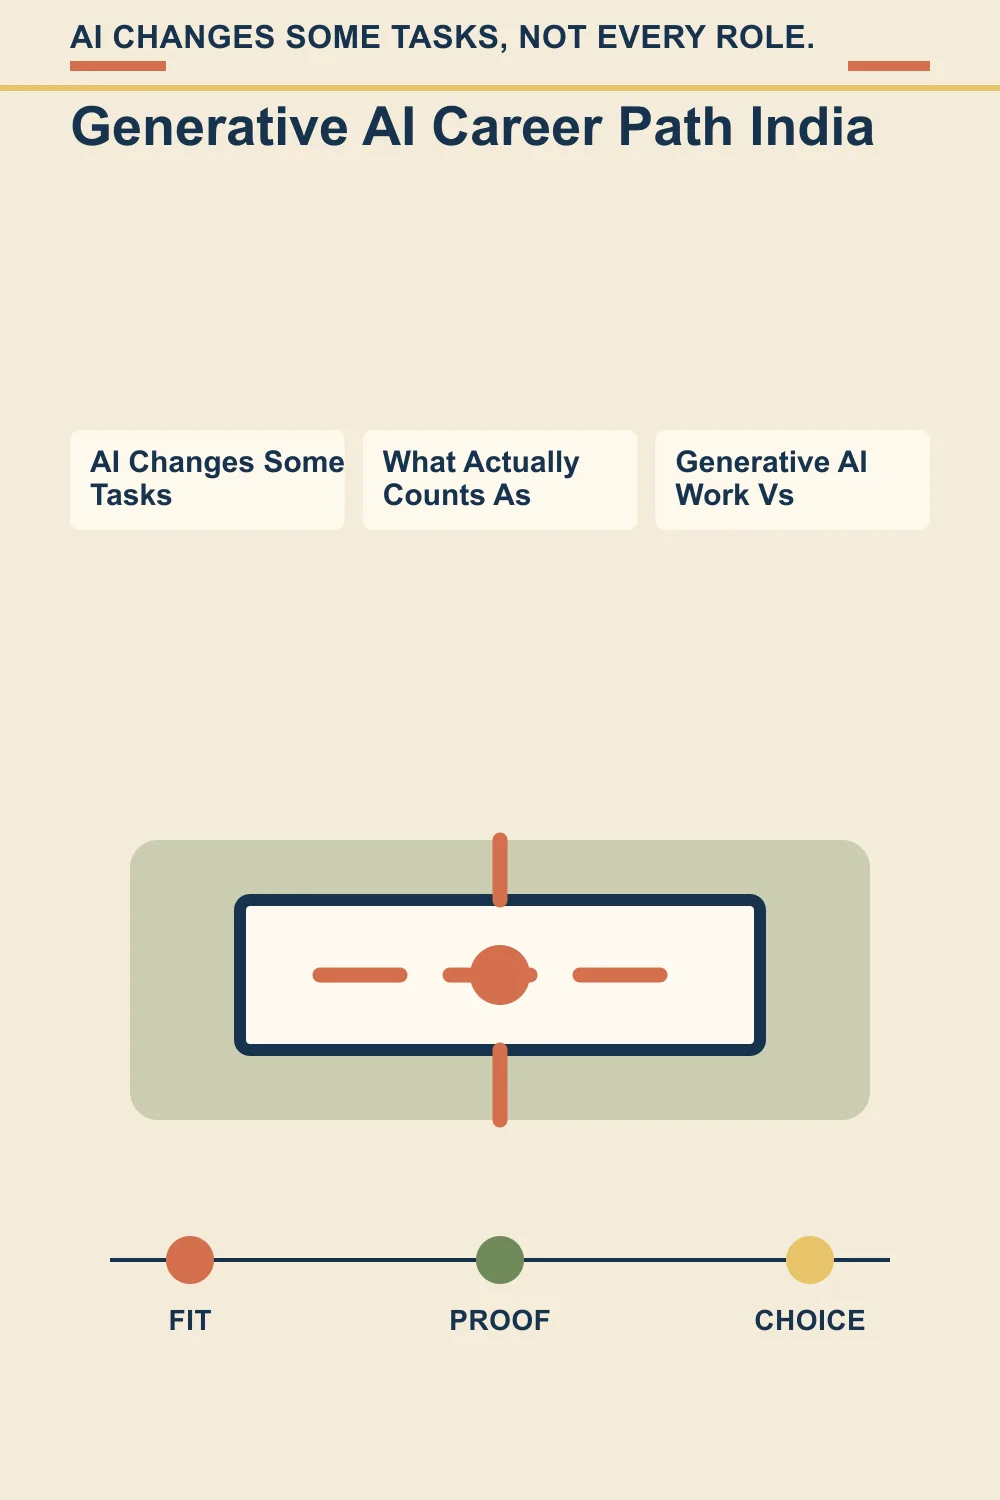 AI CHANGES SOME TASKS, NOT EVERY ROLE.
Generative AI Career Path India
AI Changes Some
Tasks
What Actually
Counts As
Generative AI
Work Vs
FIT
PROOF
CHOICE